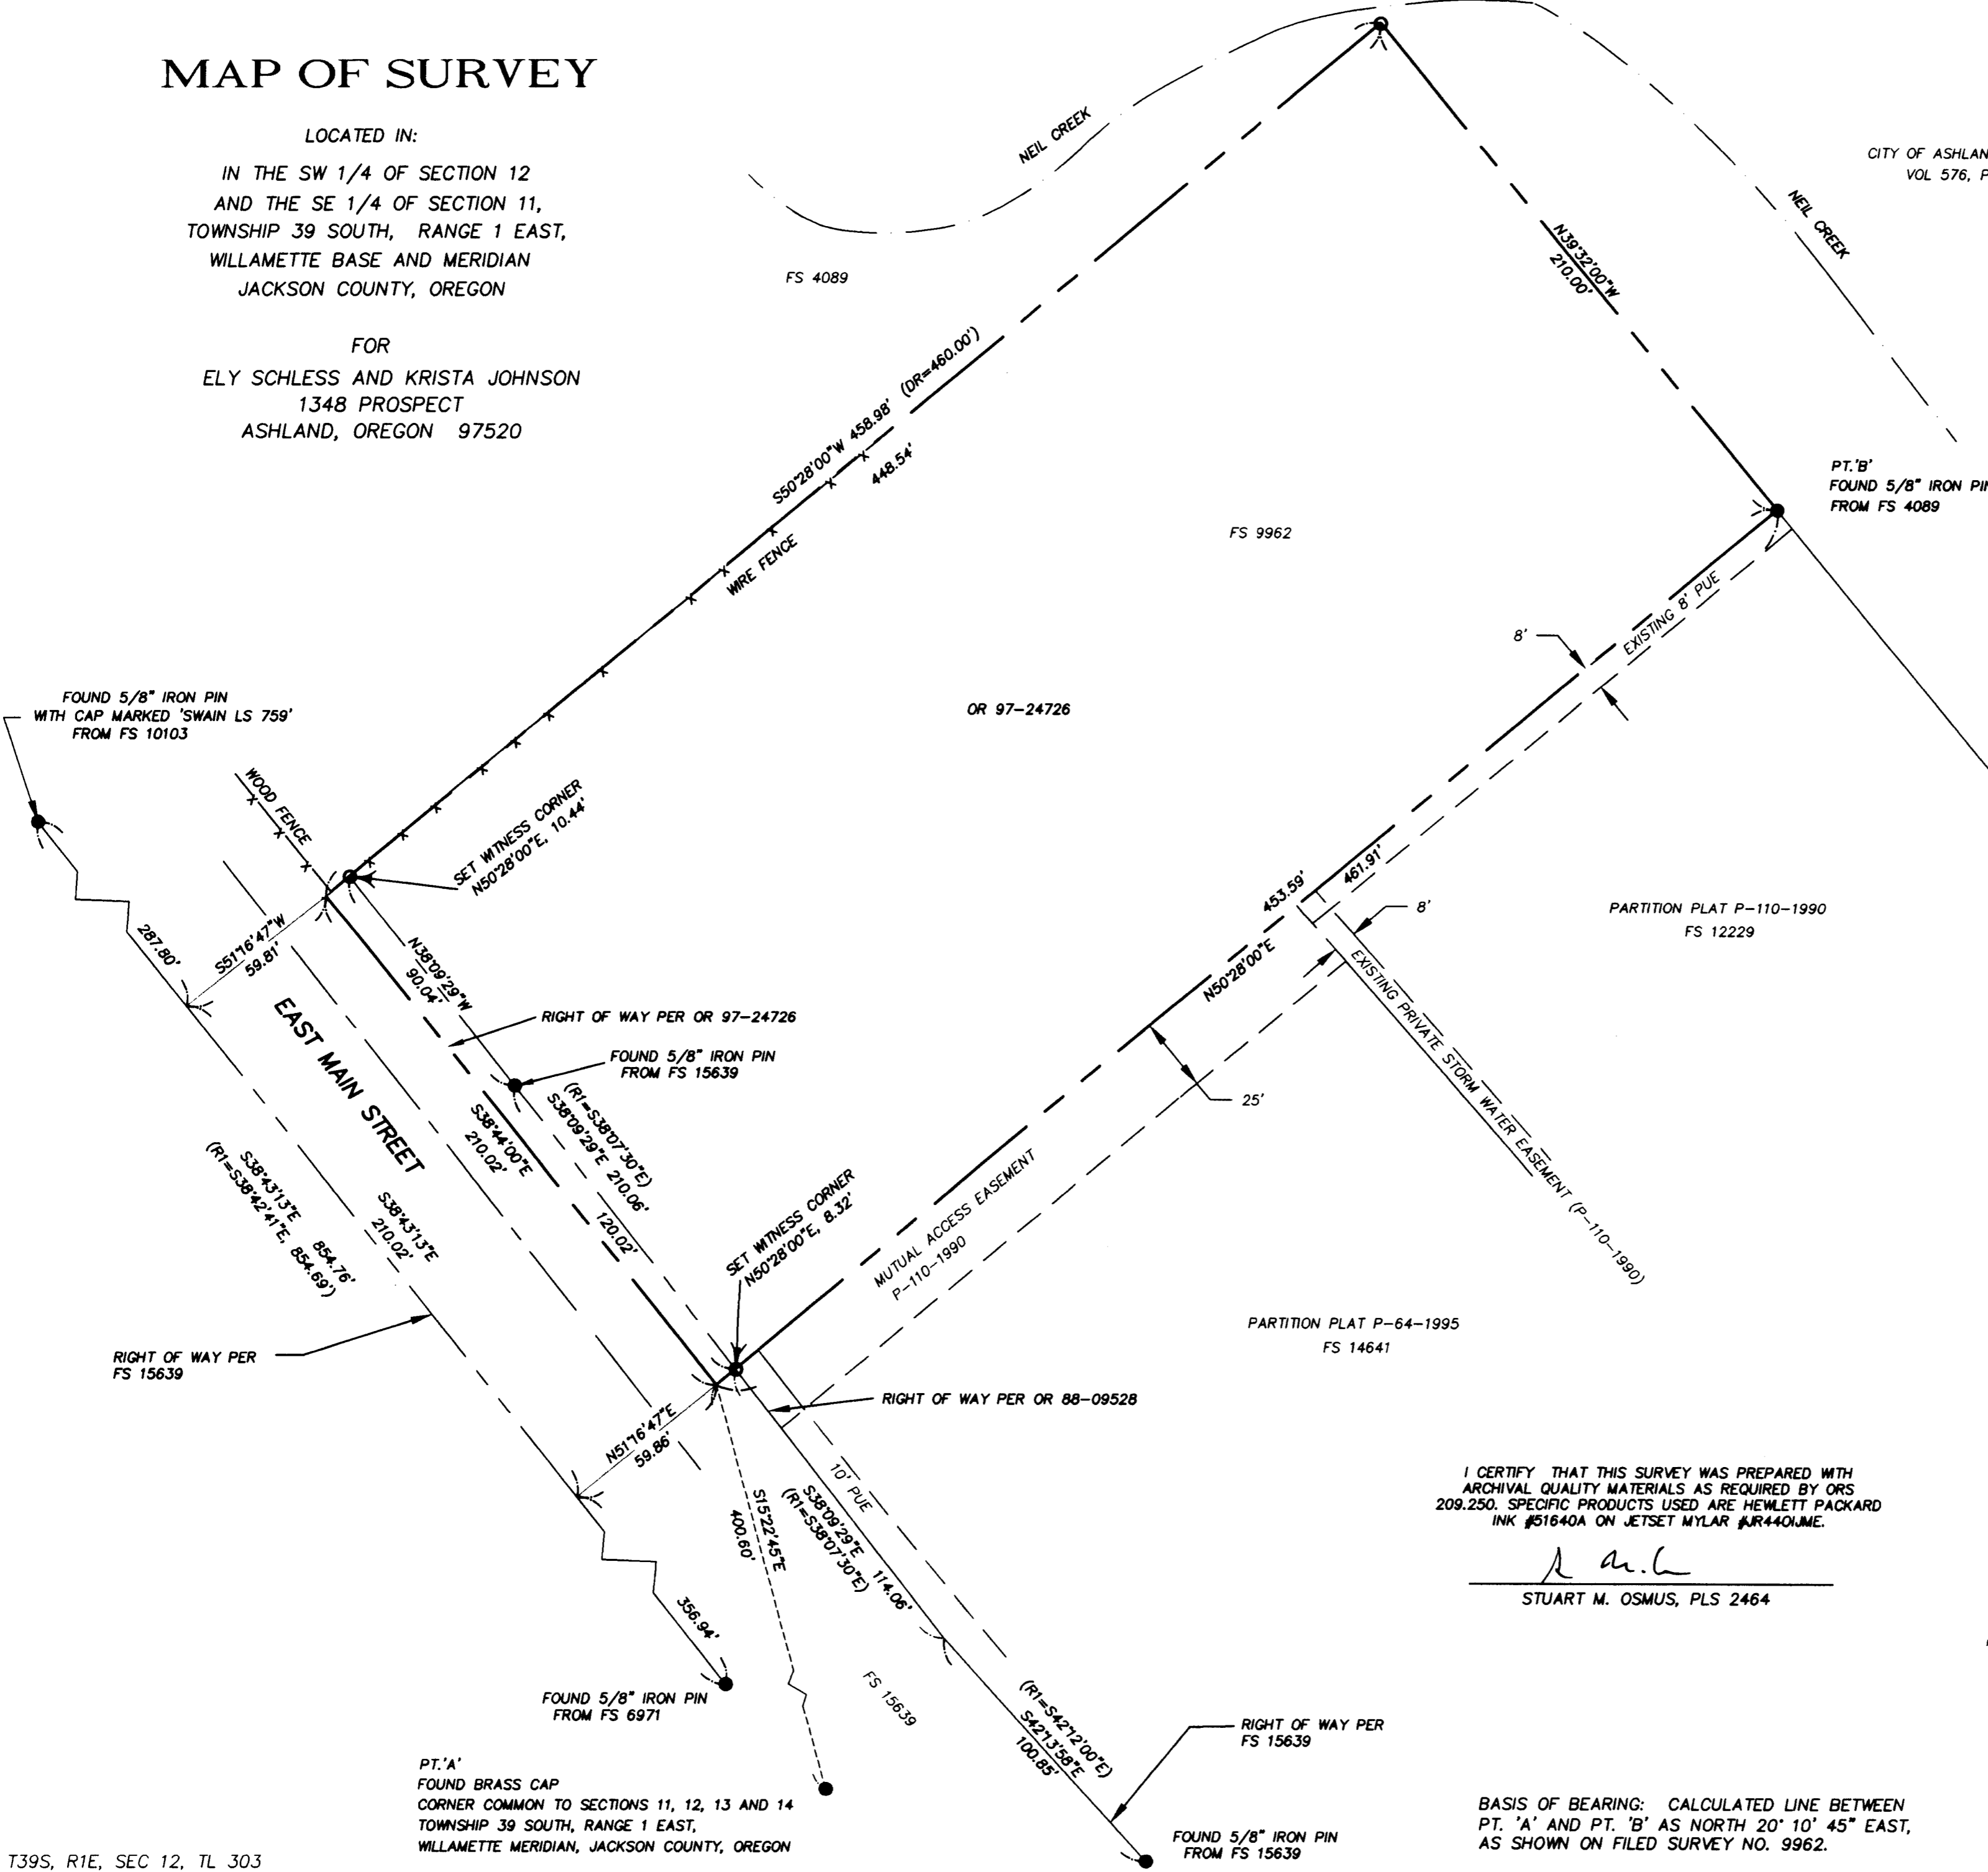 MAP OF SURVEY
LOCATED IN:
IN THE SW 1/4 OF SECTION 12
AND THE SE 1/4 OF SECTION 11,
TOWNSHIP 39 SOUTH, RANGE 1 EAST,
WILLAMETTE BASE AND MERIDIAN
JACKSON COUNTY, OREGON
FOR
ELY SCHLESS AND KRISTA JOHNSON
1348 PROSPECT
ASHLAND, OREGON 97520
NEIL CREEK
FS 4089
CITY OF ASHLAN
VOL 576, P
NEIL CREEK
N39°32'00"W
210.00'
S50°28'00"W 458.98' (DR=460.00')
448.54'
WIRE FENCE
FS 9962
PT.'B'
FOUND 5/8" IRON PIN
FROM FS 4089
EXISTING 8' PUE
8'
OR 97-24726
FOUND 5/8" IRON PIN
WITH CAP MARKED 'SWAIN LS 759'
FROM FS 10103
WOOD FENCE
SET WITNESS CORNER
N50°28'00"E, 10.44'
287.80'
S51°16'47"W
59.81'
N38°09'29"W
90.04'
EAST MAIN STREET
RIGHT OF WAY PER OR 97-24726
FOUND 5/8" IRON PIN
FROM FS 15639
453.59'
461.91'
N50°28'00"E
8'
PARTITION PLAT P-110-1990
FS 12229
EXISTING PRIVATE STORM WATER EASEMENT (P-110-1990)
25'
(R1=S38°07'30"E)
S38°09'29"E 210.06'
S38°44'00"E
210.02'
120.02'
S38°43'13"E 854.76'
(R1=S38°42'41"E, 854.69')
S38°43'13"E
210.02'
SET WITNESS CORNER
N50°28'00"E, 8.32'
MUTUAL ACCESS EASEMENT
P-110-1990
PARTITION PLAT P-64-1995
FS 14641
RIGHT OF WAY PER
FS 15639
RIGHT OF WAY PER OR 88-09528
N51°16'47"E
59.86'
10' PUE
S38°09'29"E 114.06'
(R1=S38°07'30"E)
S15°22'45"E
400.60'
356.94'
FOUND 5/8" IRON PIN
FROM FS 6971
FS 15639
(R1=S42°12'00"E)
S42°13'58"E
100.85'
RIGHT OF WAY PER
FS 15639
I CERTIFY THAT THIS SURVEY WAS PREPARED WITH
ARCHIVAL QUALITY MATERIALS AS REQUIRED BY ORS
209.250. SPECIFIC PRODUCTS USED ARE HEWLETT PACKARD
INK #51640A ON JETSET MYLAR #JR4401JME.
STUART M. OSMUS, PLS 2464
PT.'A'
FOUND BRASS CAP
CORNER COMMON TO SECTIONS 11, 12, 13 AND 14
TOWNSHIP 39 SOUTH, RANGE 1 EAST,
WILLAMETTE MERIDIAN, JACKSON COUNTY, OREGON
FOUND 5/8" IRON PIN
FROM FS 15639
BASIS OF BEARING: CALCULATED LINE BETWEEN
PT. 'A' AND PT. 'B' AS NORTH 20° 10' 45" EAST,
AS SHOWN ON FILED SURVEY NO. 9962.
T39S, R1E, SEC 12, TL 303